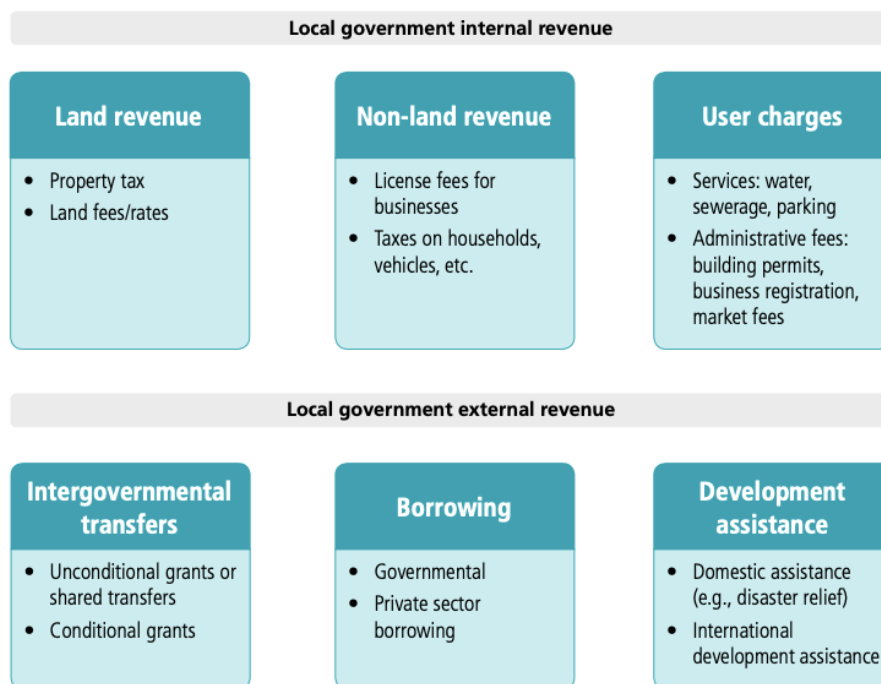 Local government internal revenue
Land revenue
• Property tax
• Land fees/rates
Non-land revenue
• License fees for
businesses
• Taxes on households,
vehicles, etc.
User charges
• Services: water,
sewerage, parking
• Administrative fees:
building permits,
business registration,
market fees
Local government external revenue
Intergovernmental
transfers
• Unconditional grants or
shared transfers
• Conditional grants
Borrowing
• Governmental
• Private sector
borrowing
Development
assistance
• Domestic assistance
(e.g., disaster relief)
• International
development assistance